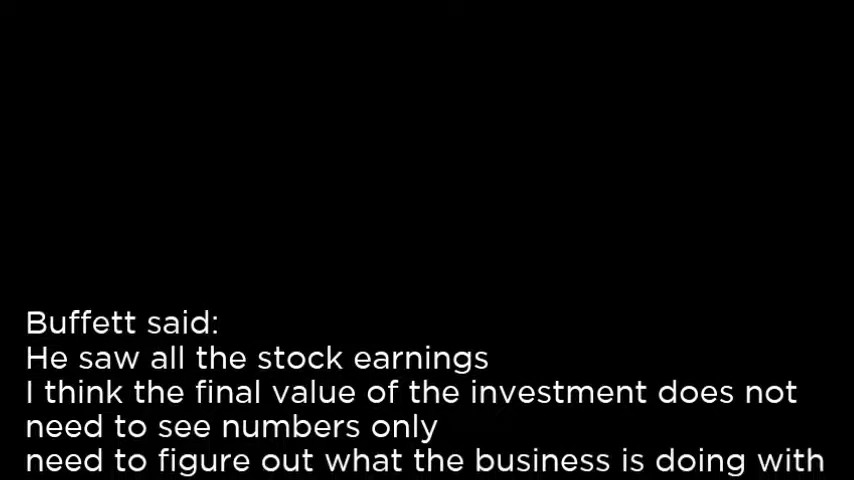 Buffett said:
He saw all the stock earnings
I think the final value of the investment does not
need to see numbers only
need to figure out what the business is doing with